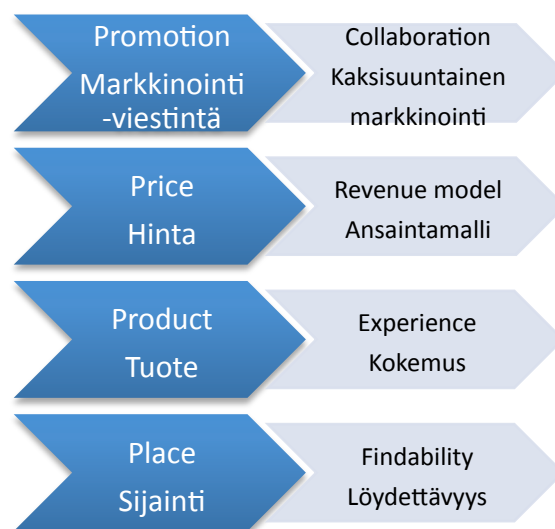 Promotion
Markkinointi
-viestintä
Collaboration
Kaksisuuntainen
markkinointi
Price
Hinta
Revenue model
Ansaintamalli
Product
Tuote
Experience
Kokemus
Place
Sijainti
Findability
Löydettävyys